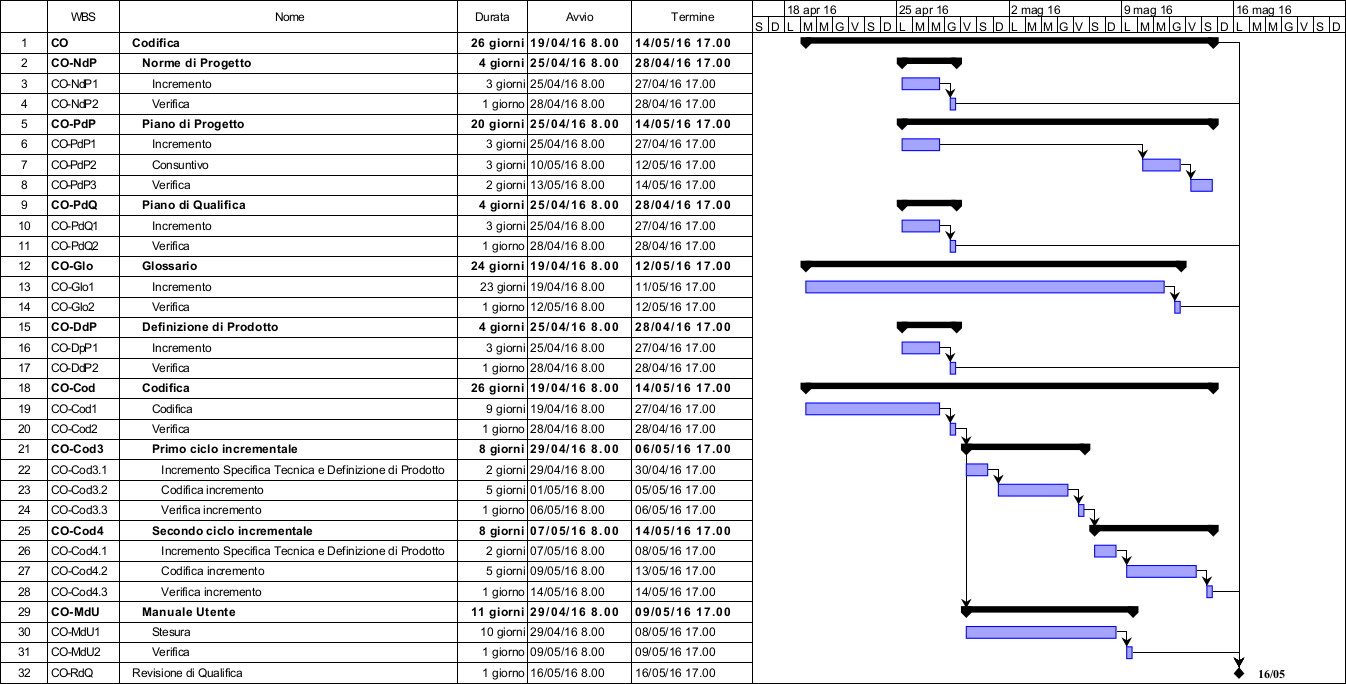 WBS Nome Durata Avvio Termine 18 apr 16 25 apr 16 2 mag 16 9 mag 16 16 mag 16
S D L M M G V S D L M M G V S D L M M G V S D L M M G V S D L M M G V S D
1 CO Codifica 26 giorni 19/04/16 8.00 14/05/16 17.00
2 CO-NdP Norme di Progetto 4 giorni 25/04/16 8.00 28/04/16 17.00
3 CO-NdP1 Incremento 3 giorni 25/04/16 8.00 27/04/16 17.00
4 CO-NdP2 Verifica 1 giorno 28/04/16 8.00 28/04/16 17.00
5 CO-PdP Piano di Progetto 20 giorni 25/04/16 8.00 14/05/16 17.00
6 CO-PdP1 Incremento 3 giorni 25/04/16 8.00 27/04/16 17.00
7 CO-PdP2 Consuntivo 3 giorni 10/05/16 8.00 12/05/16 17.00
8 CO-PdP3 Verifica 2 giorni 13/05/16 8.00 14/05/16 17.00
9 CO-PdQ Piano di Qualifica 4 giorni 25/04/16 8.00 28/04/16 17.00
10 CO-PdQ1 Incremento 3 giorni 25/04/16 8.00 27/04/16 17.00
11 CO-PdQ2 Verifica 1 giorno 28/04/16 8.00 28/04/16 17.00
12 CO-Glo Glossario 24 giorni 19/04/16 8.00 12/05/16 17.00
13 CO-Glo1 Incremento 23 giorni 19/04/16 8.00 11/05/16 17.00
14 CO-Glo2 Verifica 1 giorno 12/05/16 8.00 12/05/16 17.00
15 CO-DdP Definizione di Prodotto 4 giorni 25/04/16 8.00 28/04/16 17.00
16 CO-DpP1 Incremento 3 giorni 25/04/16 8.00 27/04/16 17.00
17 CO-DdP2 Verifica 1 giorno 28/04/16 8.00 28/04/16 17.00
18 CO-Cod Codifica 26 giorni 19/04/16 8.00 14/05/16 17.00
19 CO-Cod1 Codifica 9 giorni 19/04/16 8.00 27/04/16 17.00
20 CO-Cod2 Verifica 1 giorno 28/04/16 8.00 28/04/16 17.00
21 CO-Cod3 Primo ciclo incrementale 8 giorni 29/04/16 8.00 06/05/16 17.00
22 CO-Cod3.1 Incremento Specifica Tecnica e Definizione di Prodotto 2 giorni 29/04/16 8.00 30/04/16 17.00
23 CO-Cod3.2 Codifica incremento 5 giorni 01/05/16 8.00 05/05/16 17.00
24 CO-Cod3.3 Verifica incremento 1 giorno 06/05/16 8.00 06/05/16 17.00
25 CO-Cod4 Secondo ciclo incrementale 8 giorni 07/05/16 8.00 14/05/16 17.00
26 CO-Cod4.1 Incremento Specifica Tecnica e Definizione di Prodotto 2 giorni 07/05/16 8.00 08/05/16 17.00
27 CO-Cod4.2 Codifica incremento 5 giorni 09/05/16 8.00 13/05/16 17.00
28 CO-Cod4.3 Verifica incremento 1 giorno 14/05/16 8.00 14/05/16 17.00
29 CO-MdU Manuale Utente 11 giorni 29/04/16 8.00 09/05/16 17.00
30 CO-MdU1 Stesura 10 giorni 29/04/16 8.00 08/05/16 17.00
31 CO-MdU2 Verifica 1 giorno 09/05/16 8.00 09/05/16 17.00
32 CO-RdQ Revisione di Qualifica 1 giorno 16/05/16 8.00 16/05/16 17.00 16/05